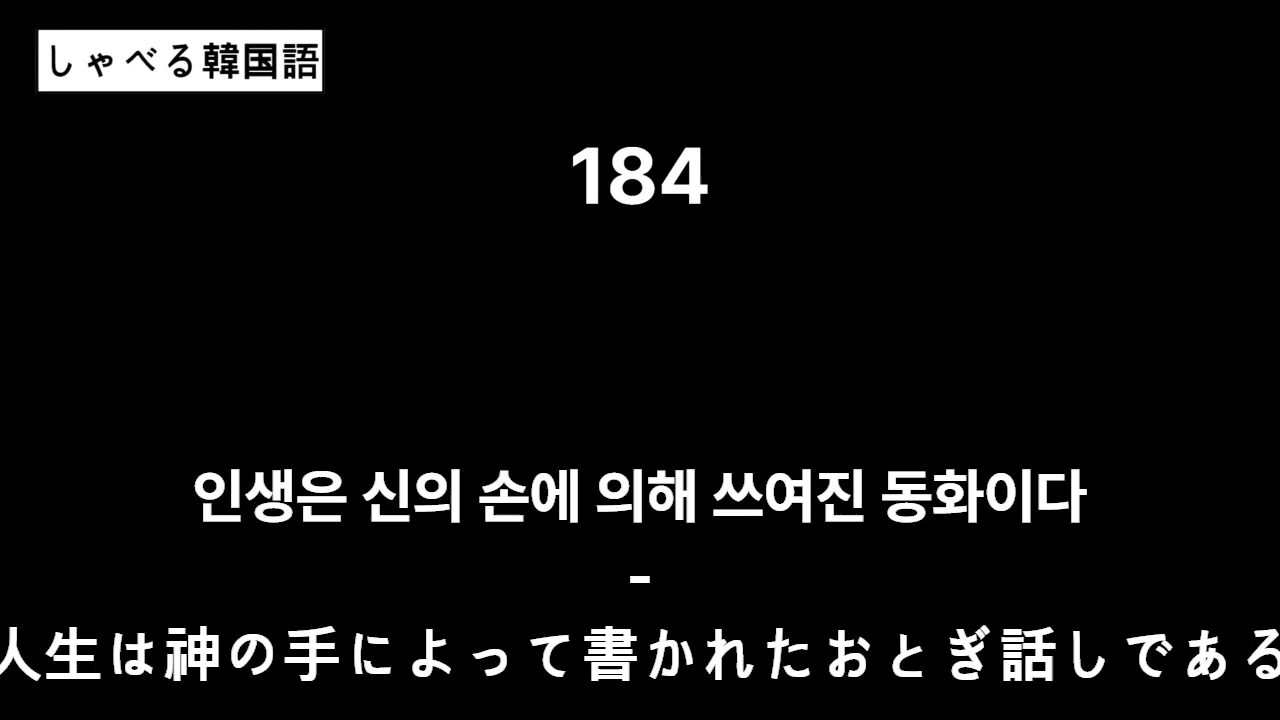 しゃべる韓国語
184
인생은 신의 손에 의해 쓰여진 동화이다
-
人生は神の手によって書かれたおとぎ話しである